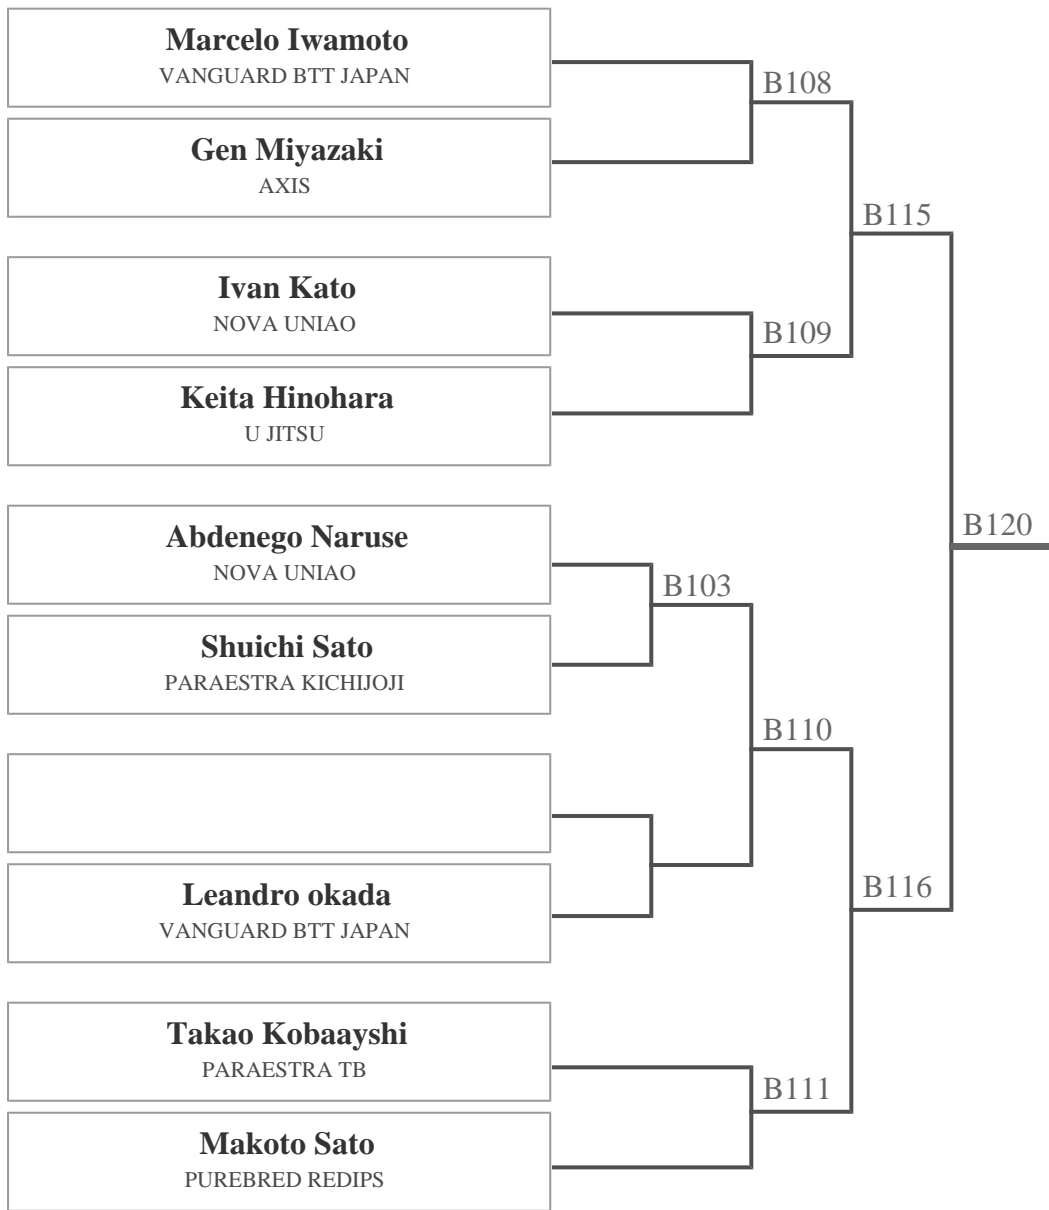 Marcelo Iwamoto
VANGUARD BTT JAPAN
B108
Gen Miyazaki
AXIS
B115
Ivan Kato
NOVA UNIAO
B109
Keita Hinohara
U JITSU
Abdenego Naruse
NOVA UNIAO
B120
B103
Shuichi Sato
PARAESTRA KICHIJOJI
B110
Leandro okada
VANGUARD BTT JAPAN
B116
Takao Kobaayshi
PARAESTRA TB
B111
Makoto Sato
PUREBRED REDIPS